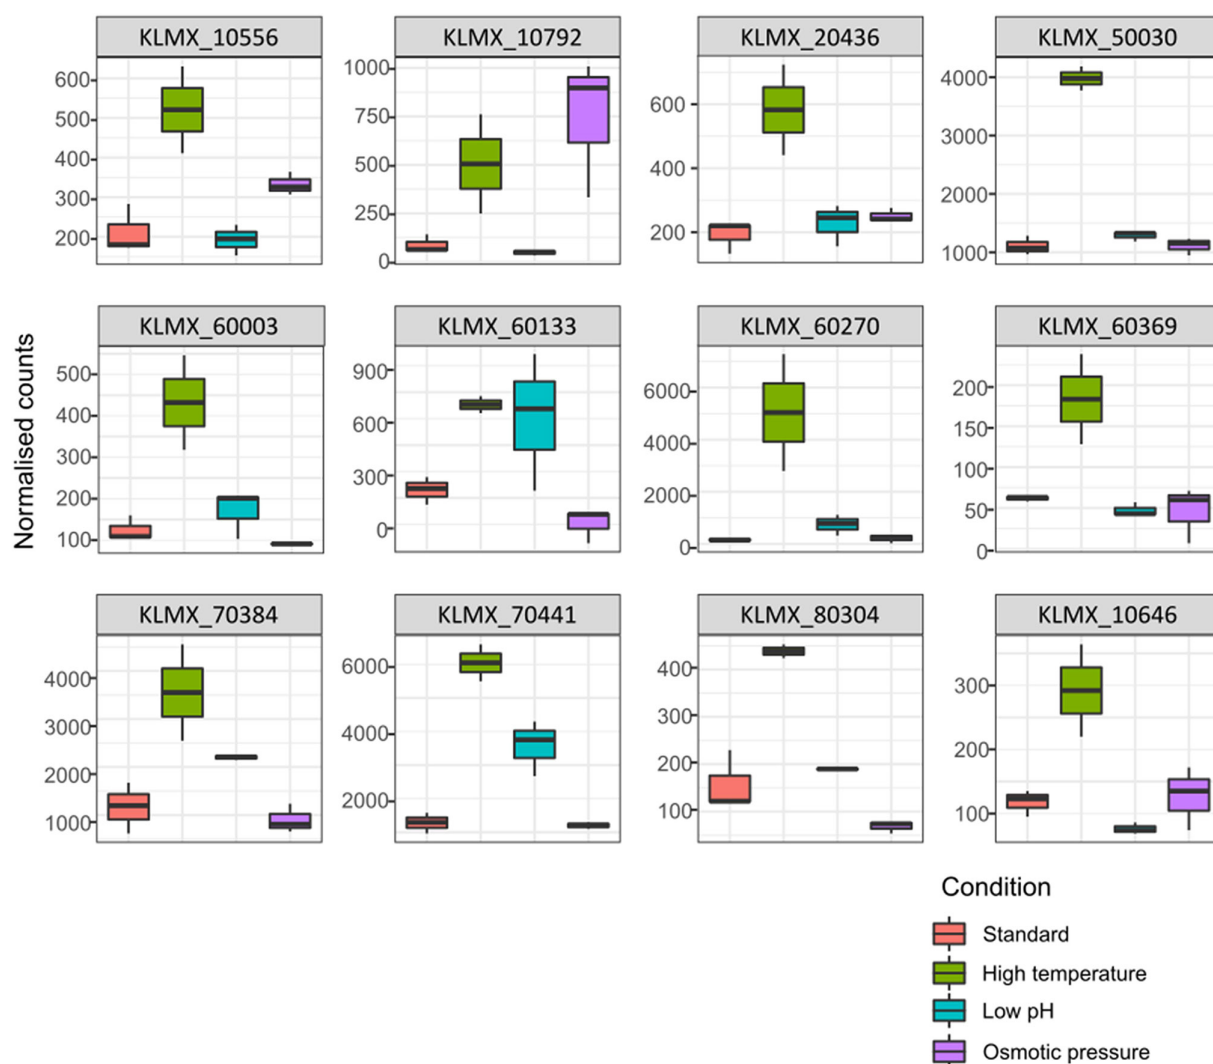 KLMX_10556 KLMX_10792 KLMX_20436 KLMX_50030
600 500 400 300 200
1000 750 500 250 0
600 400 200
4000 3000 2000 1000
Normalised counts
KLMX_60003 KLMX_60133 KLMX_60270 KLMX_60369
500 400 300 200 100
900 600 300 0
6000 4000 2000 0
200 150 100 50 0
KLMX_70384 KLMX_70441 KLMX_80304 KLMX_10646
4000 3000 2000 1000
6000 4000 2000
400 300 200 100
300 200 100
Condition
Standard
High temperature
Low pH
Osmotic pressure